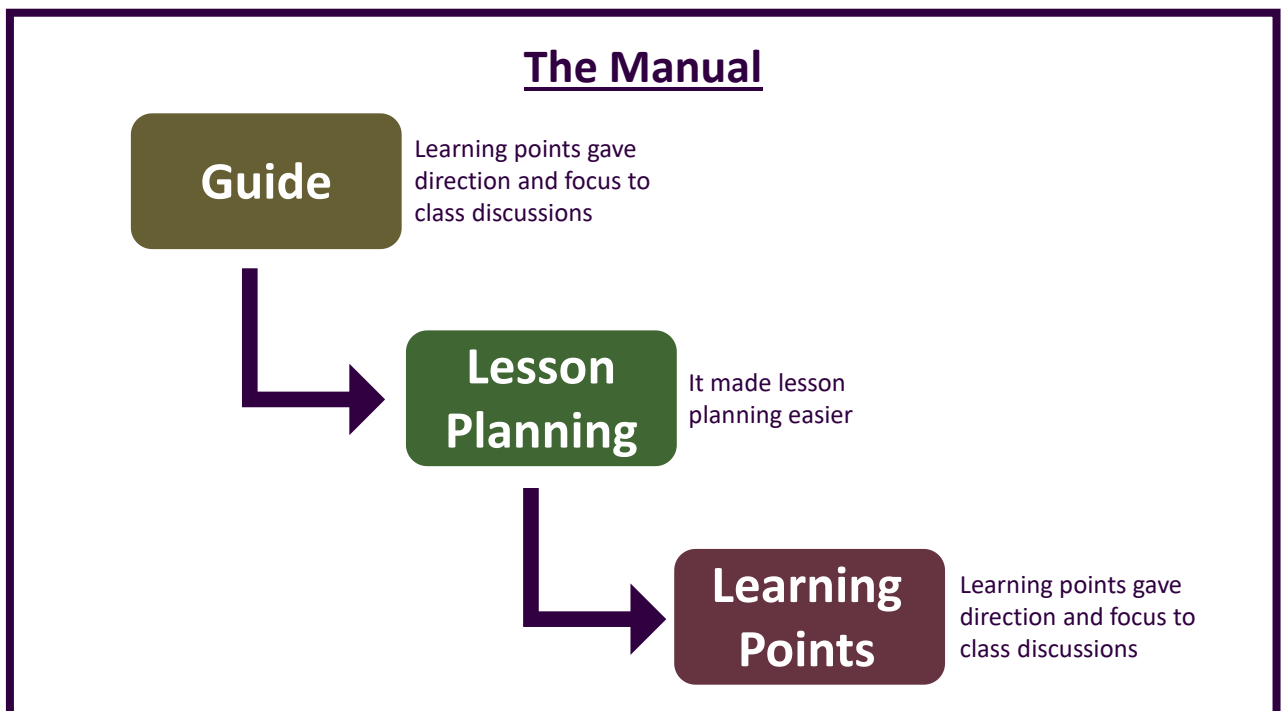 The Manual
Guide
Learning points gave
direction and focus to
class discussions
Lesson
Planning
It made lesson
planning easier
Learning
Points
Learning points gave
direction and focus to
class discussions